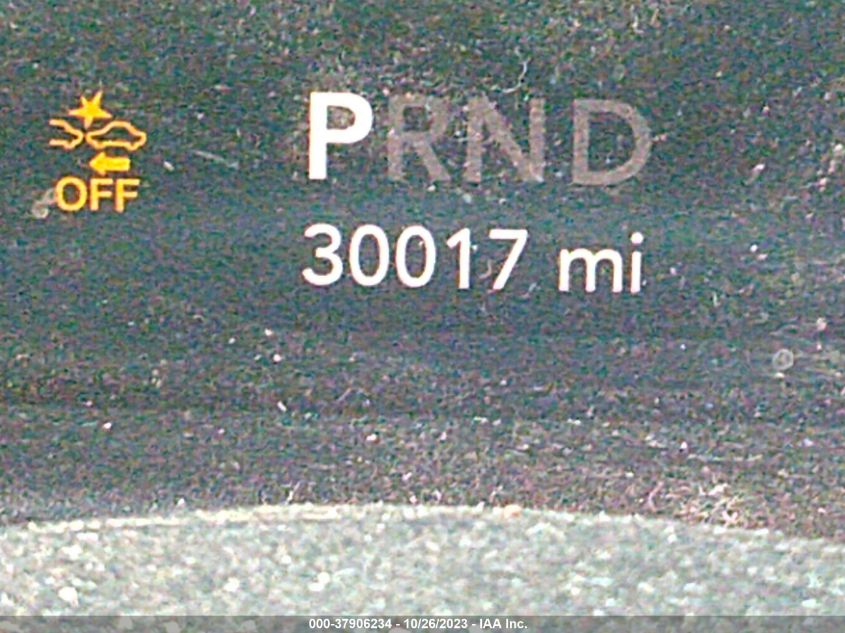 PRND
OFF
30017 mi
000-37906234 - 10/26/2023 - IAA Inc.